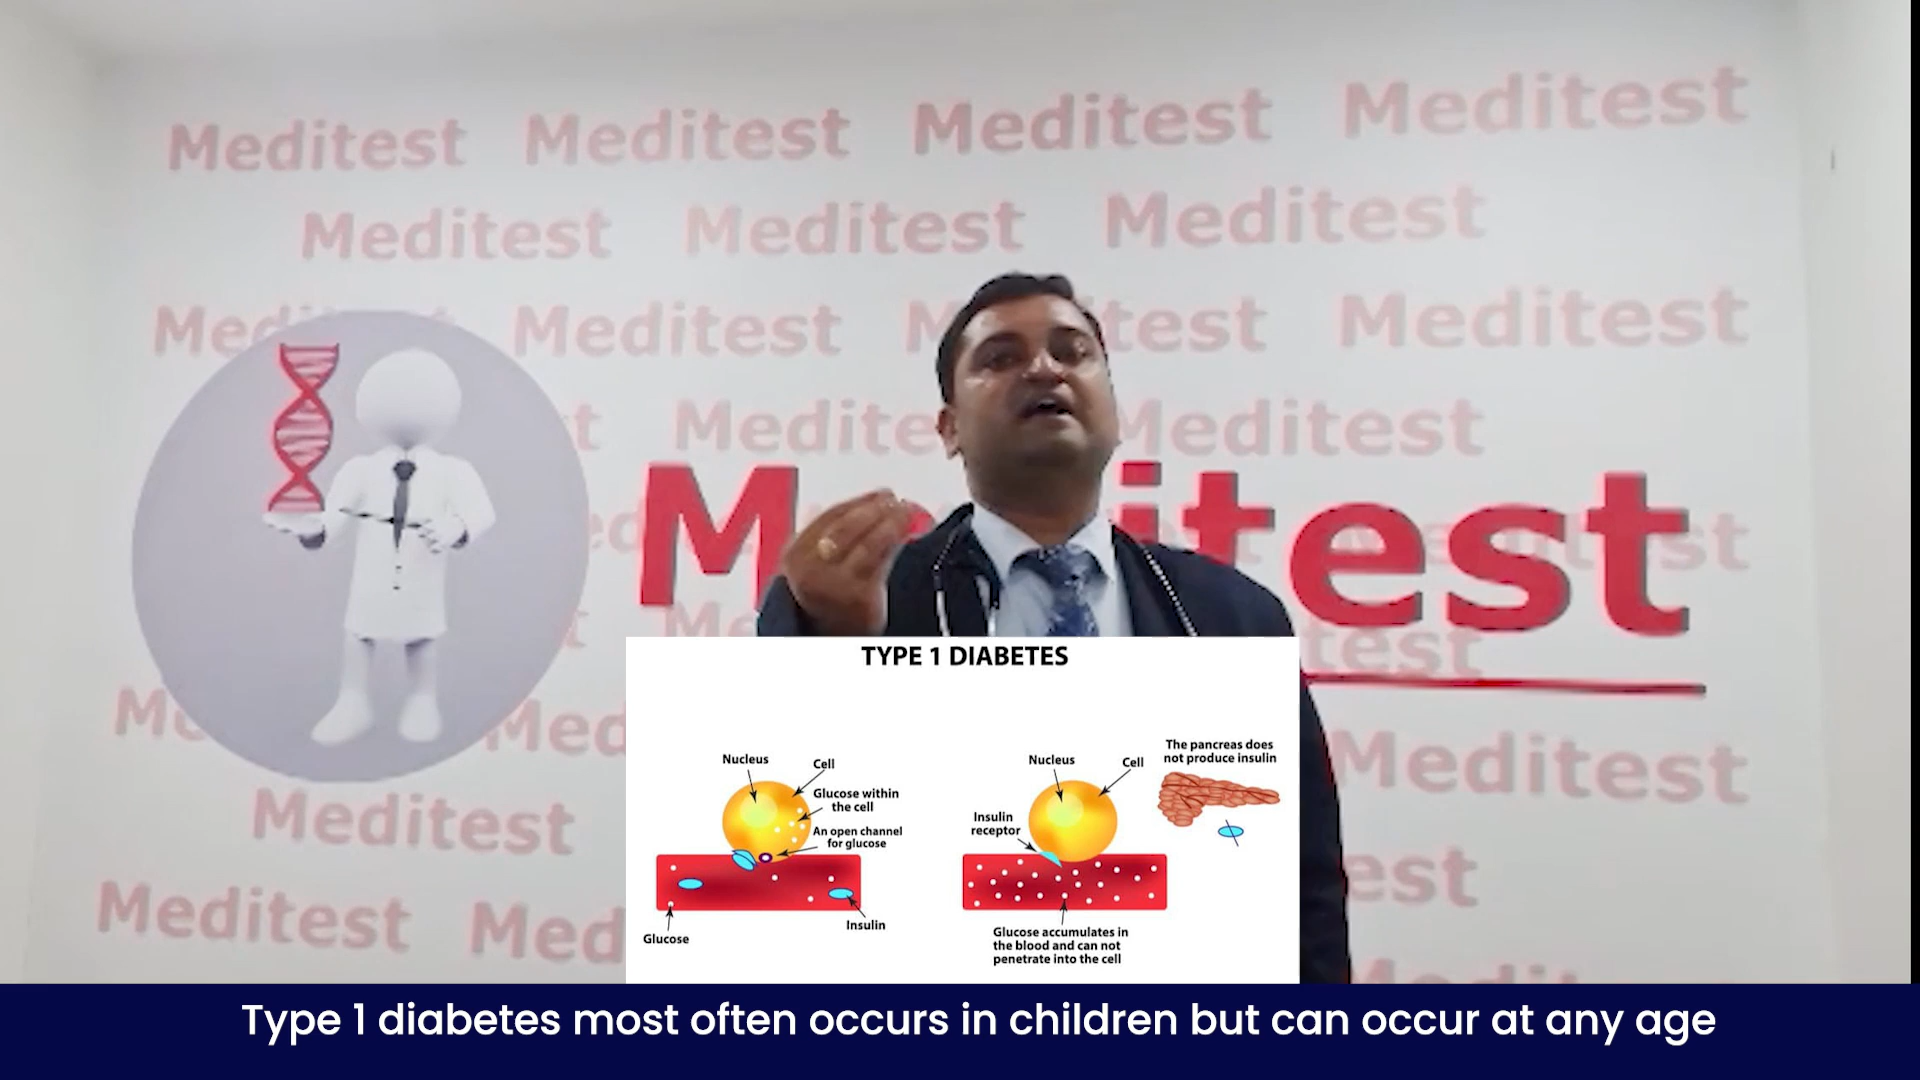 Meditest Meditest Meditest Meditest
Meditest Meditest Meditest
Meditest Meditest Meditest
Meditest Meditest
Meditest
TYPE 1 DIABETES
Nucleus
Cell
Glucose within
the cell
An open channel
for glucose
Insulin
Glucose
Nucleus
Cell
Insulin
receptor
The pancreas does
not produce insulin
Glucose accumulates in
the blood and can not
penetrate into the cell
Meditest
Meditest
Meditest
Type 1 diabetes most often occurs in children but can occur at any age